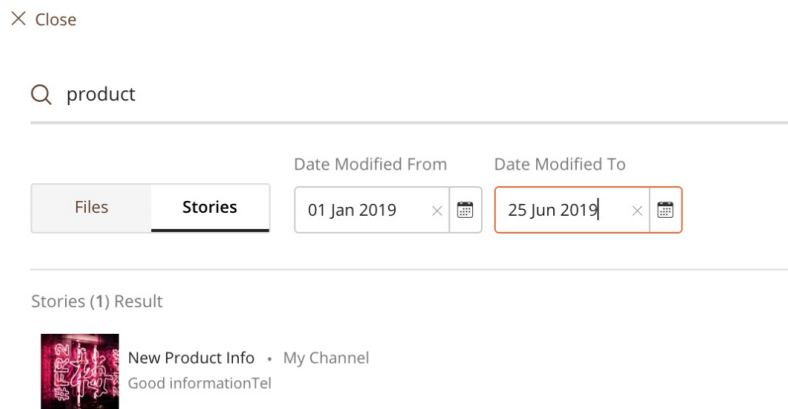 Close
product
Date Modified From
Date Modified To
Files
Stories
01 Jan 2019
25 Jun 2019
Stories (1) Result
#FR2
New Product Info • My Channel
Good informationTel